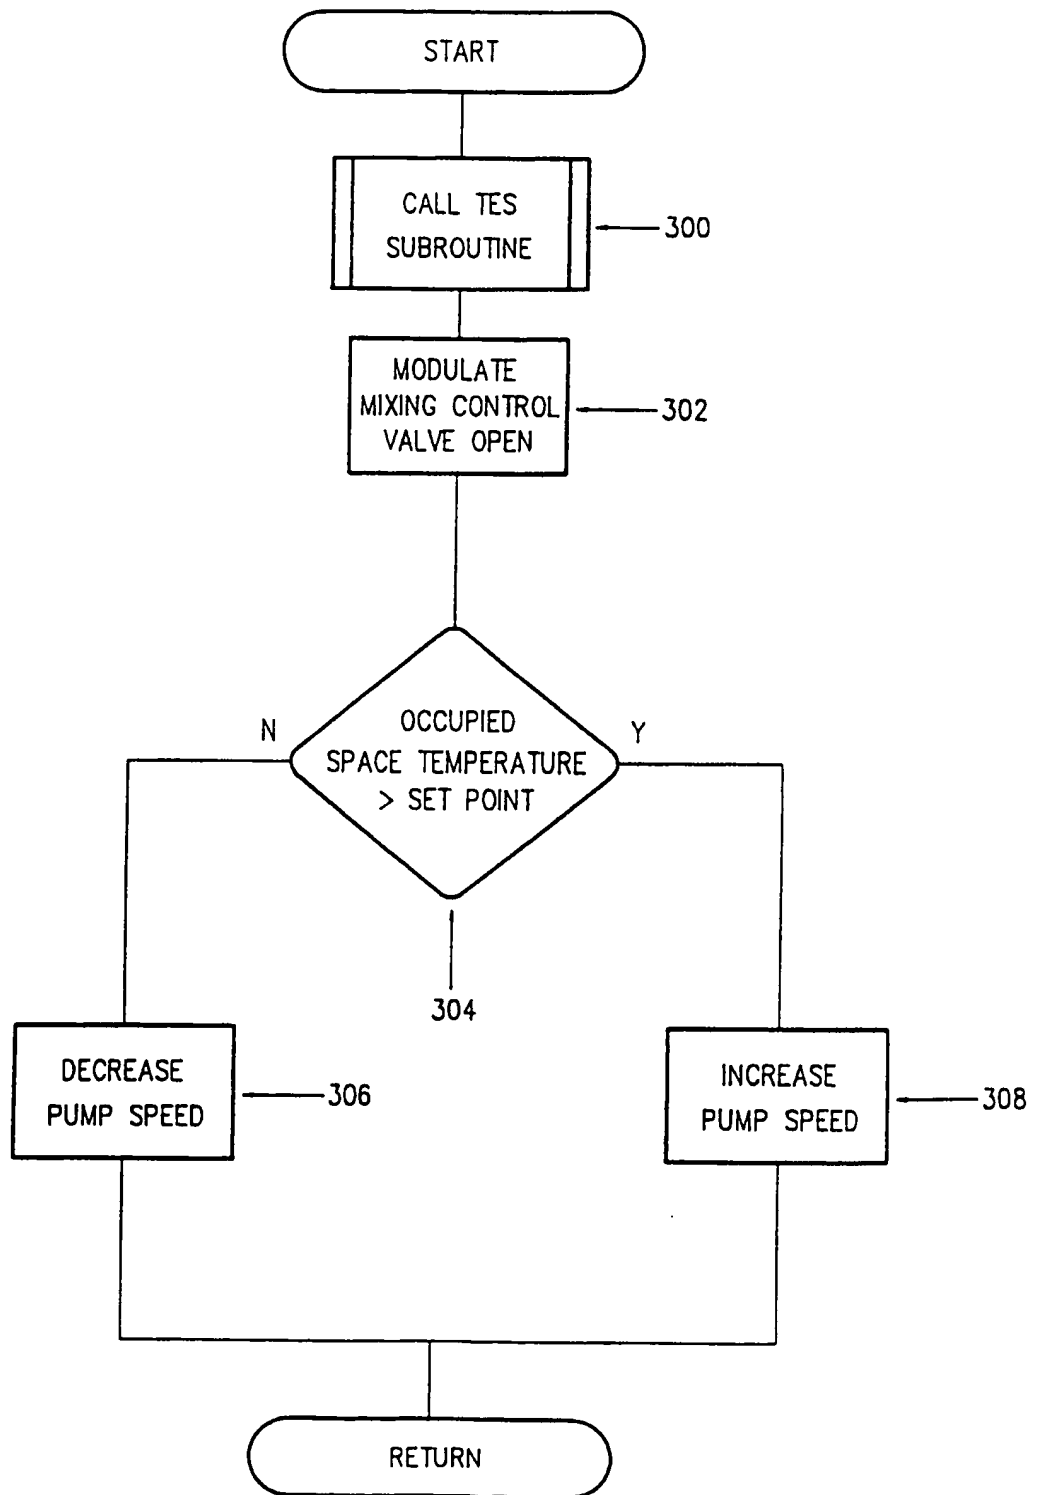 START
CALL TES
SUBROUTINE
300
MODULATE
MIXING CONTROL
VALVE OPEN
302
OCCUPIED
SPACE TEMPERATURE
> SET POINT
N
Y
304
DECREASE
PUMP SPEED
306
INCREASE
PUMP SPEED
308
RETURN